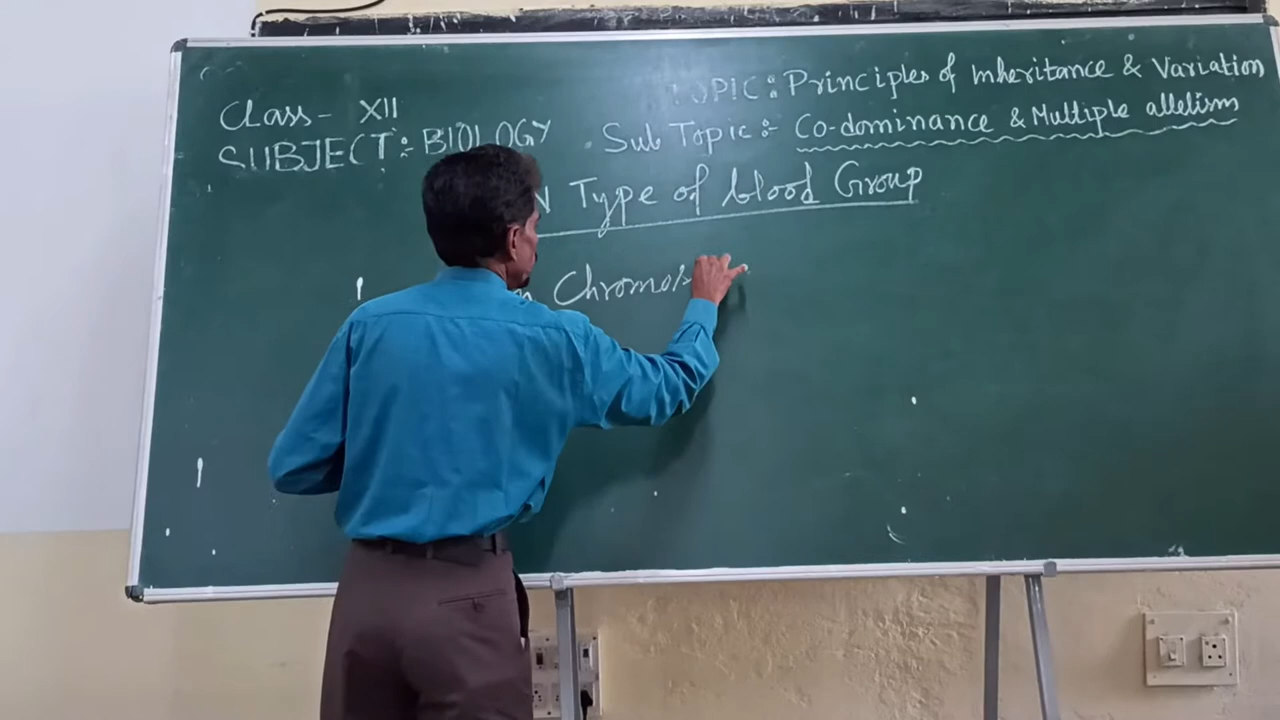 TOPIC:- Principles of Inheritance & Variation
Class- XII
Sub Topic:- Co-dominance & Multiple allelism
SUBJECT:- BIOLOGY
N Type of blood Group
Chromos